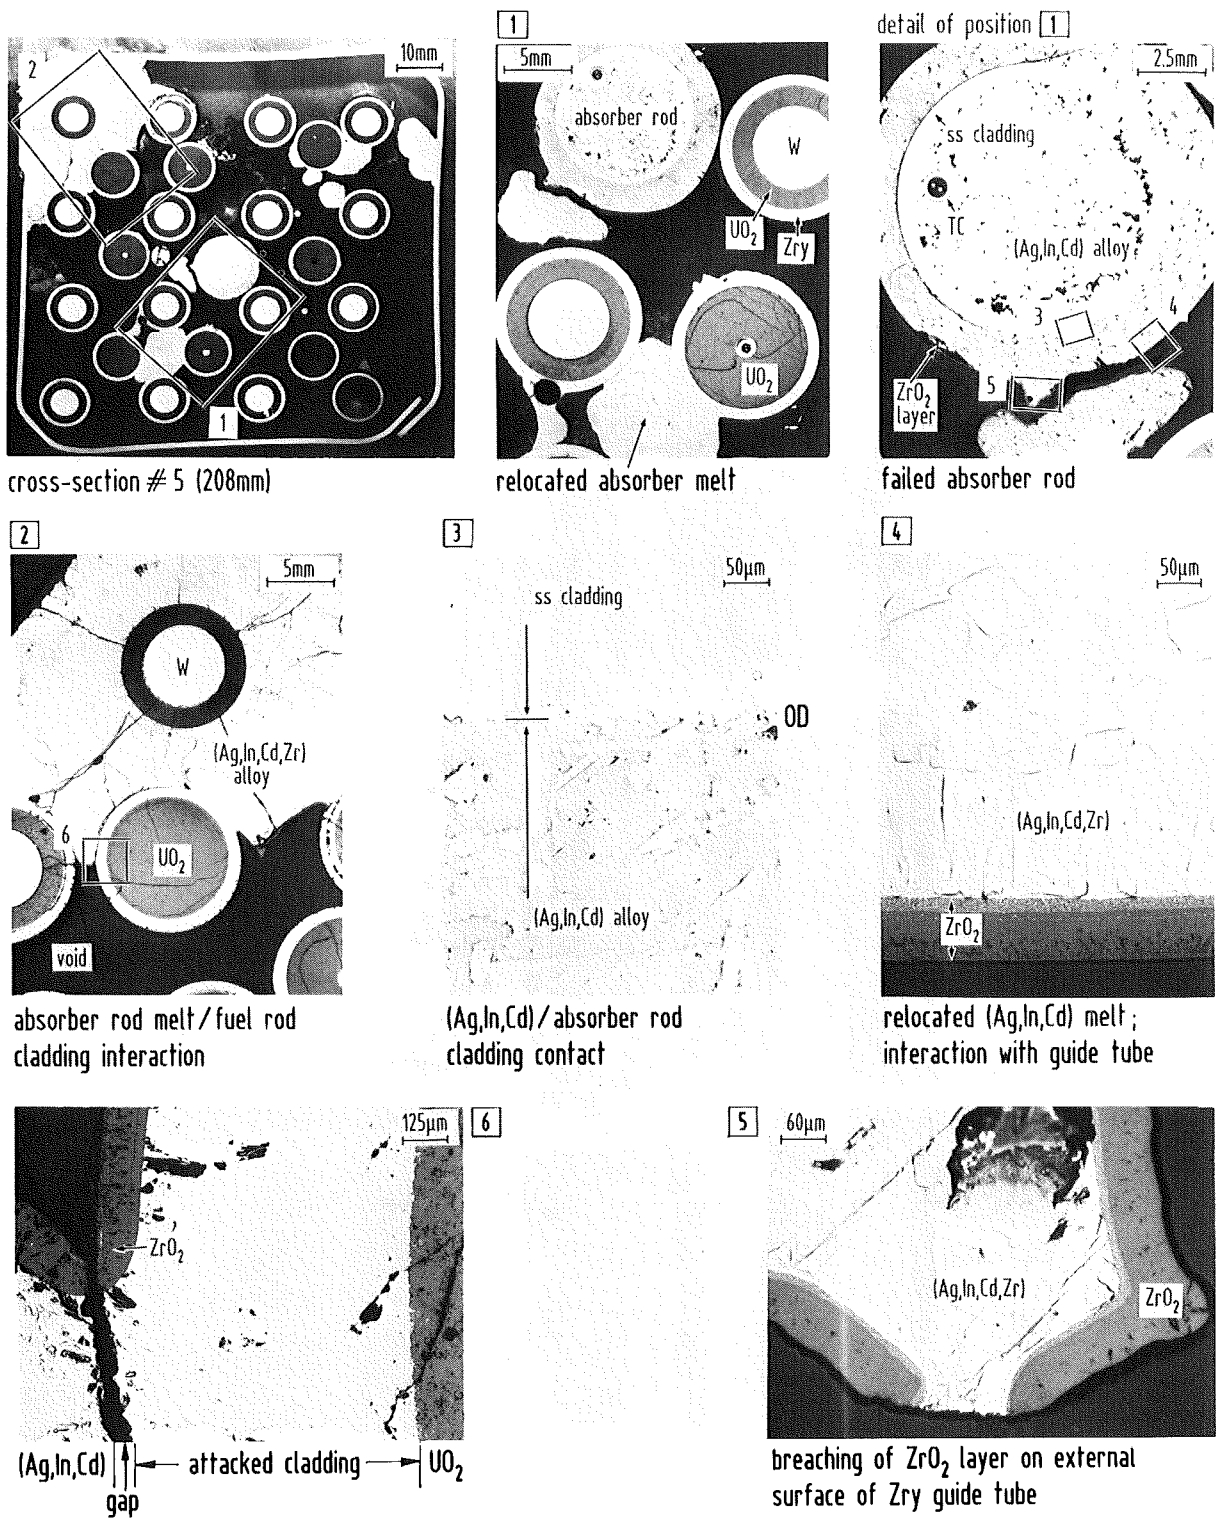 2
10mm
1
cross-section # 5 (208mm)
1
5mm
absorber rod
W
UO2
Zry
UO2
relocated absorber melt
detail of position 1
2.5mm
ss cladding
TC
(Ag,In,Cd) alloy
3
4
5
ZrO2
layer
failed absorber rod
2
5mm
W
(Ag,In,Cd,Zr)
alloy
6
UO2
void
absorber rod melt/fuel rod
cladding interaction
3
50µm
ss cladding
OD
(Ag,In,Cd) alloy
(Ag,In,Cd)/absorber rod
cladding contact
4
50µm
(Ag,In,Cd,Zr)
ZrO2
relocated (Ag,In,Cd) melt;
interaction with guide tube
125µm
6
ZrO2
(Ag,In,Cd)
gap
attacked cladding
UO2
5
60µm
(Ag,In,Cd,Zr)
ZrO2
breaching of ZrO2 layer on external
surface of Zry guide tube